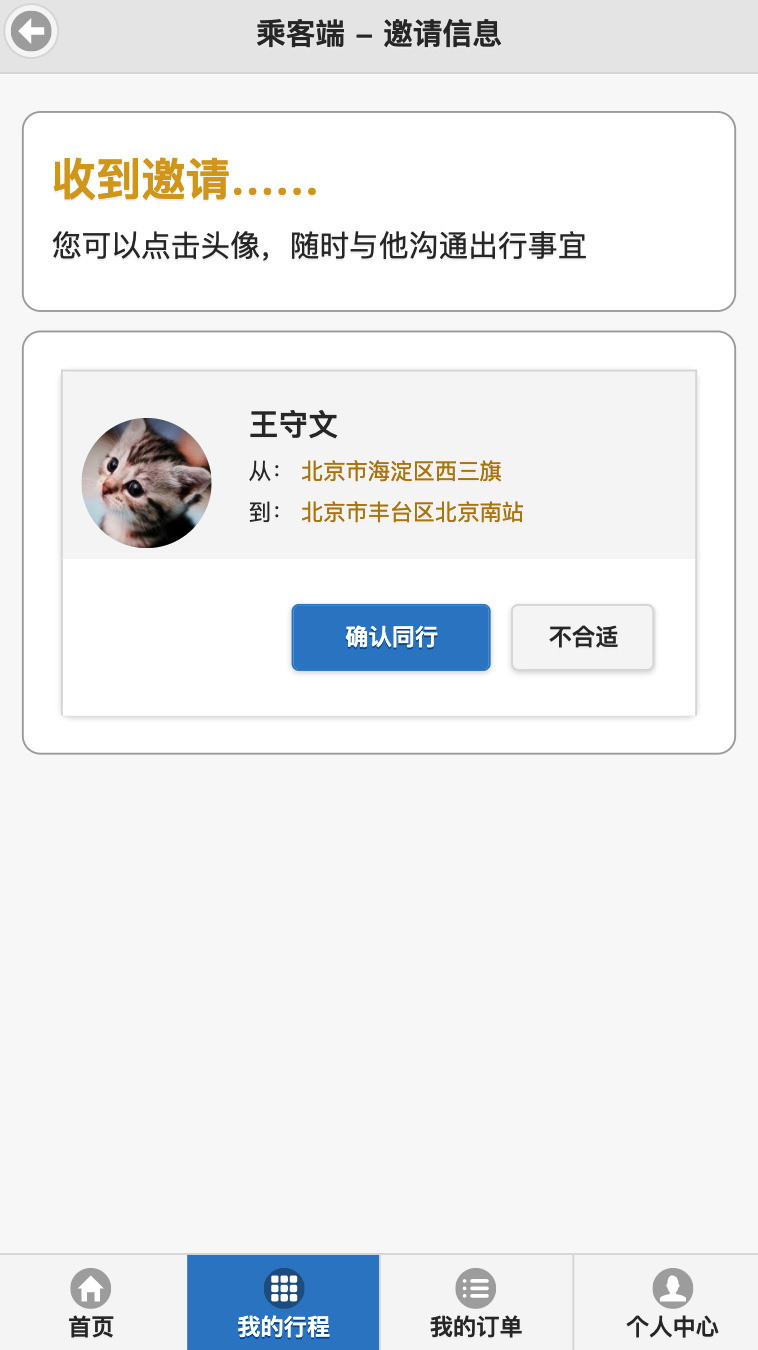 乘客端 – 邀请信息
收到邀请……
您可以点击头像，随时与他沟通出行事宜
王守文
从： 北京市海淀区西三旗
到： 北京市丰台区北京南站
确认同行 不合适
首页 我的行程 我的订单 个人中心